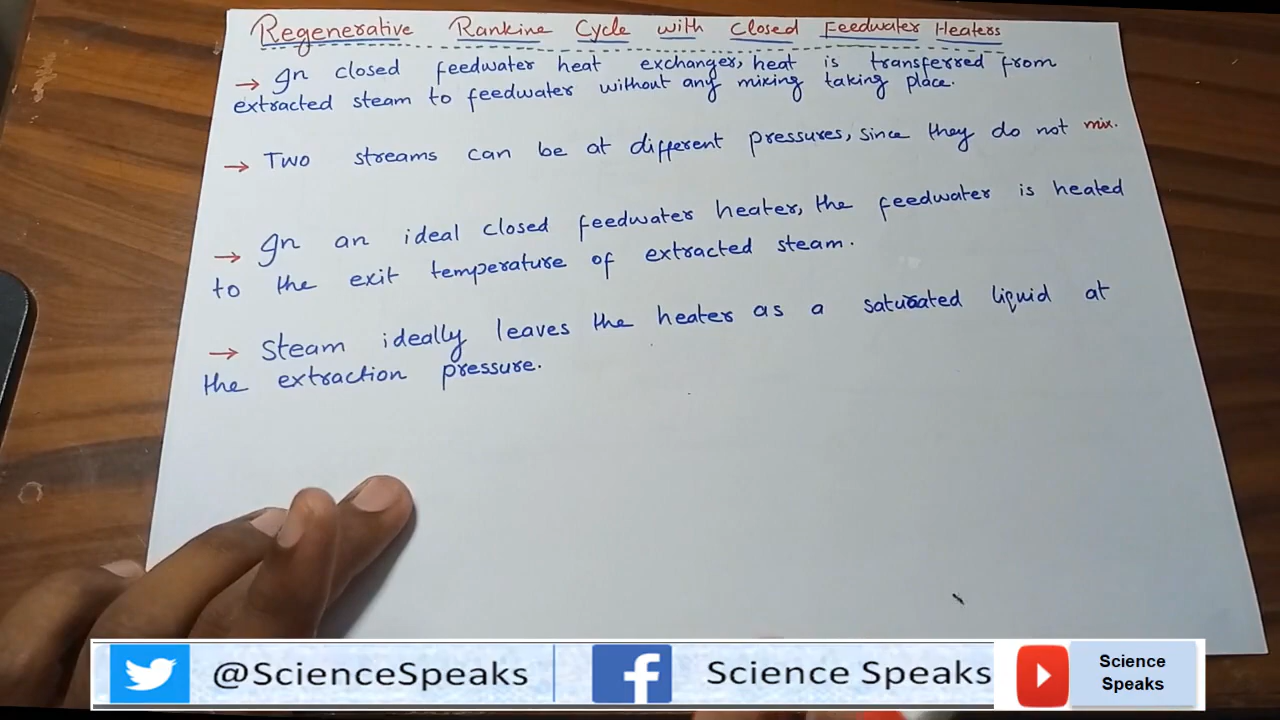 Regenerative Rankine Cycle with Closed Feedwater Heaters
→ In closed feedwater heat exchanger, heat is transferred from
extracted steam to feedwater without any mixing taking place.
→ Two streams can be at different pressures, since they do not mix.
→ In an ideal closed feedwater heater, the feedwater is heated
to the exit temperature of extracted steam.
→ Steam ideally leaves the heater as a saturated liquid at
the extraction pressure.
@ScienceSpeaks
Science Speaks
Science
Speaks